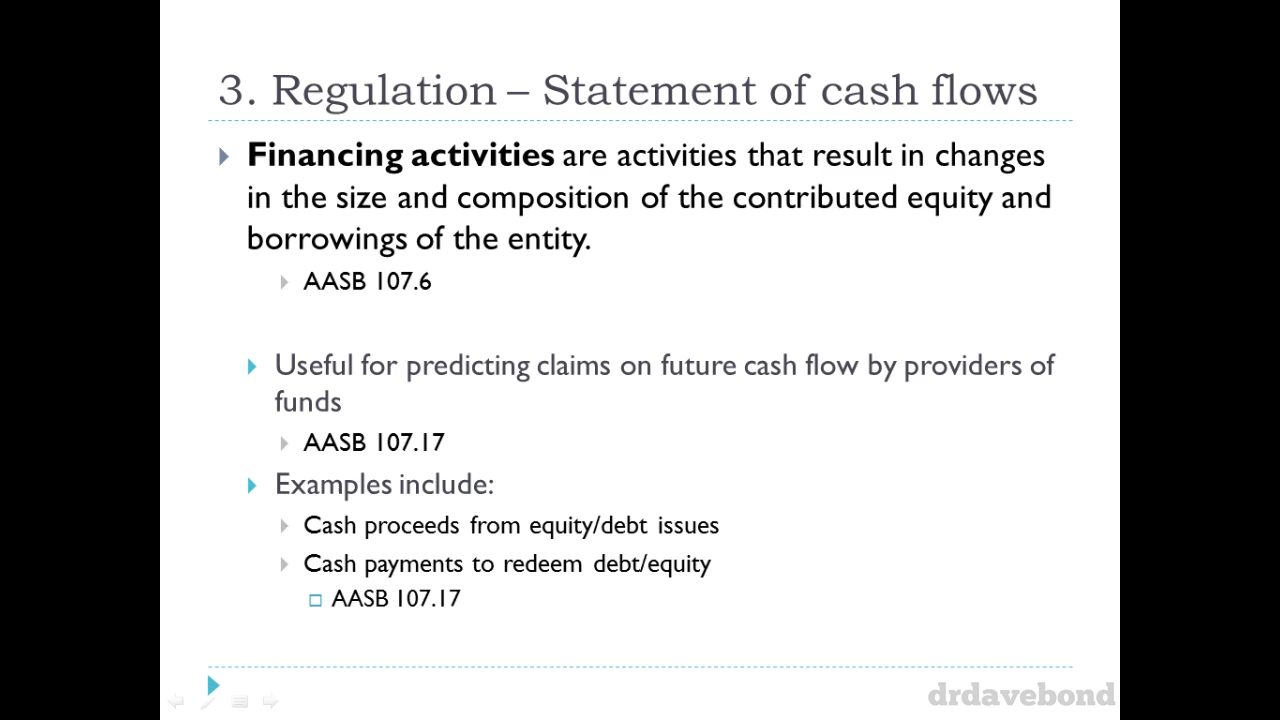 3. Regulation – Statement of cash flows
Financing activities are activities that result in changes
in the size and composition of the contributed equity and
borrowings of the entity.
AASB 107.6
Useful for predicting claims on future cash flow by providers of
funds
AASB 107.17
Examples include:
Cash proceeds from equity/debt issues
Cash payments to redeem debt/equity
AASB 107.17
drdavebond